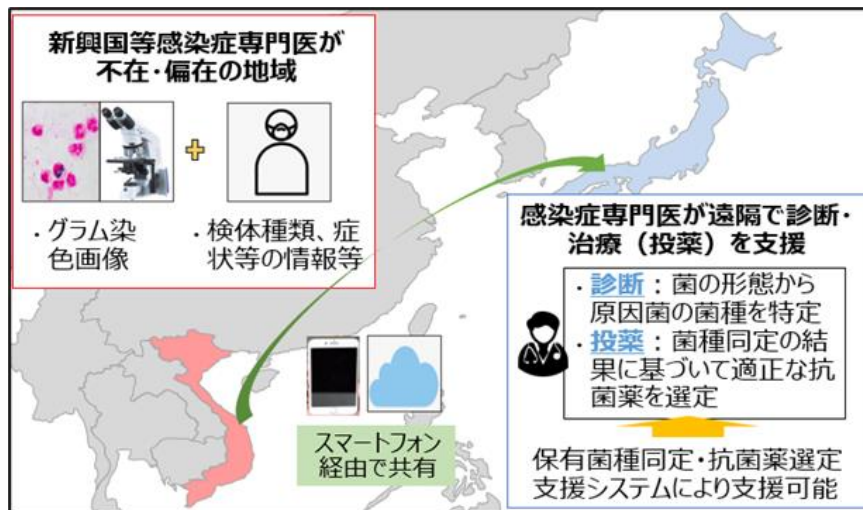 新興国等感染症専門医が
不在・偏在の地域
・グラム染
色画像
・検体種類、症
状等の情報等
スマートフォン
経由で共有
感染症専門医が遠隔で診断・
治療（投薬）を支援
・診断：菌の形態から
原因菌の菌種を特定
・投薬：菌種同定の結
果に基づいて適正な抗
菌薬を選定
保有菌種同定・抗菌薬選定
支援システムにより支援可能